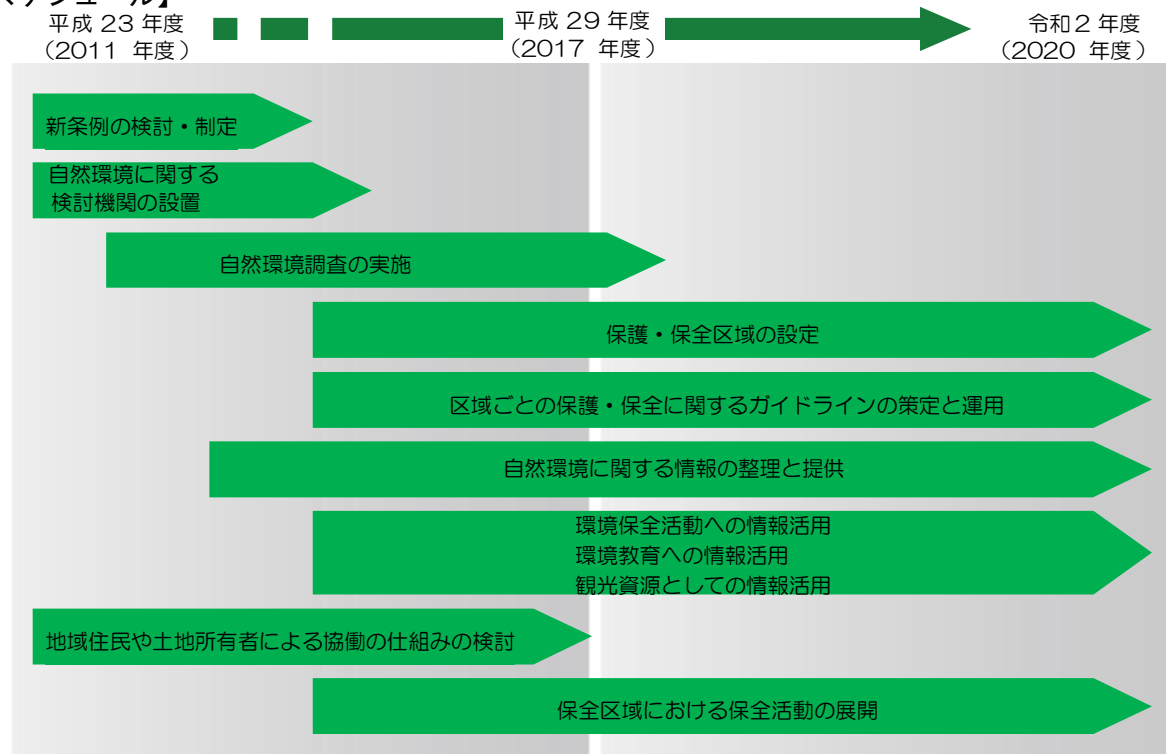 ケジュール】
平成 23 年度
(2011 年度)
平成 29 年度
(2017 年度)
令和2 年度
(2020 年度)
新条例の検討・制定
自然環境に関する
検討機関の設置
自然環境調査の実施
保護・保全区域の設定
区域ごとの保護・保全に関するガイドラインの策定と運用
自然環境に関する情報の整理と提供
環境保全活動への情報活用
環境教育への情報活用
観光資源としての情報活用
地域住民や土地所有者による協働の仕組みの検討
保全区域における保全活動の展開